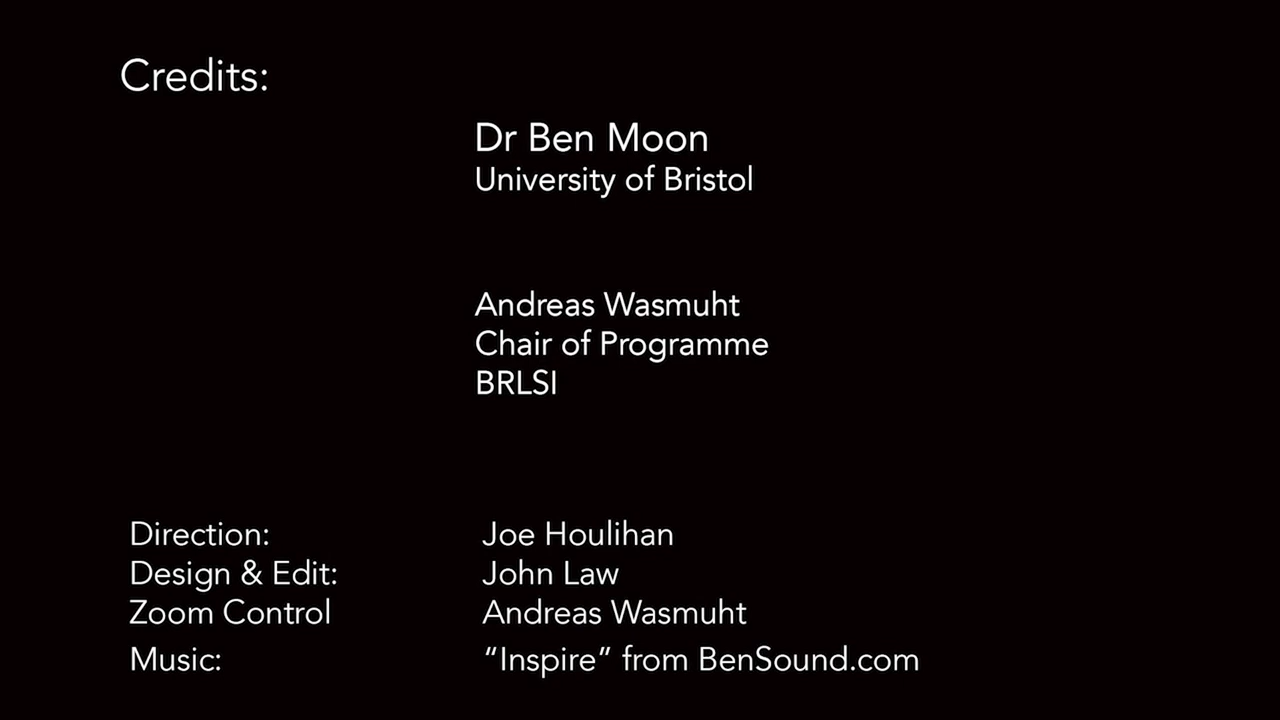 Credits:
Dr Ben Moon
University of Bristol
Andreas Wasmuht
Chair of Programme
BRLSI
Direction: Joe Houlihan
Design & Edit: John Law
Zoom Control Andreas Wasmuht
Music: “Inspire” from BenSound.com